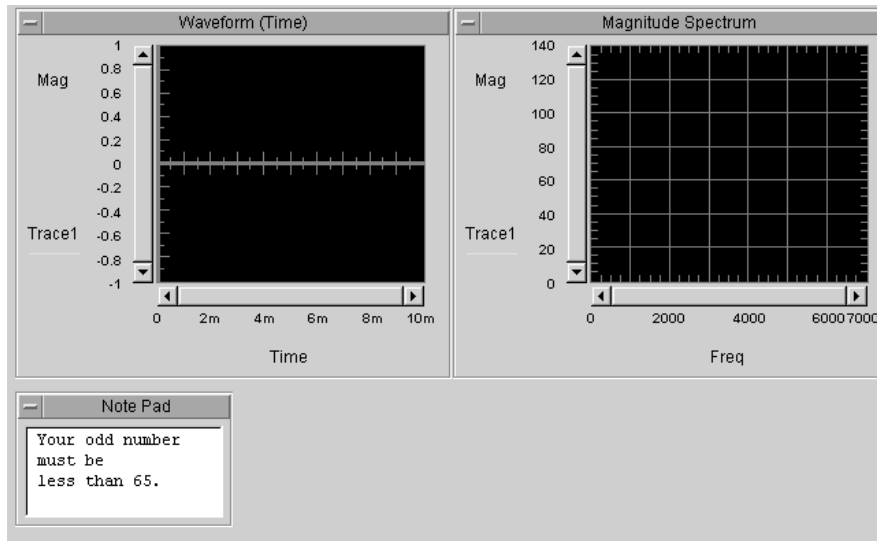 Waveform (Time)
Mag
Trace1
1
0.8
0.6
0.4
0.2
0
-0.2
-0.4
-0.6
-0.8
-1
0 2m 4m 6m 8m 10m
Time
Magnitude Spectrum
Mag
Trace1
140
120
100
80
60
40
20
0
0 2000 4000 6000 7000
Freq
Note Pad
Your odd number
must be
less than 65.